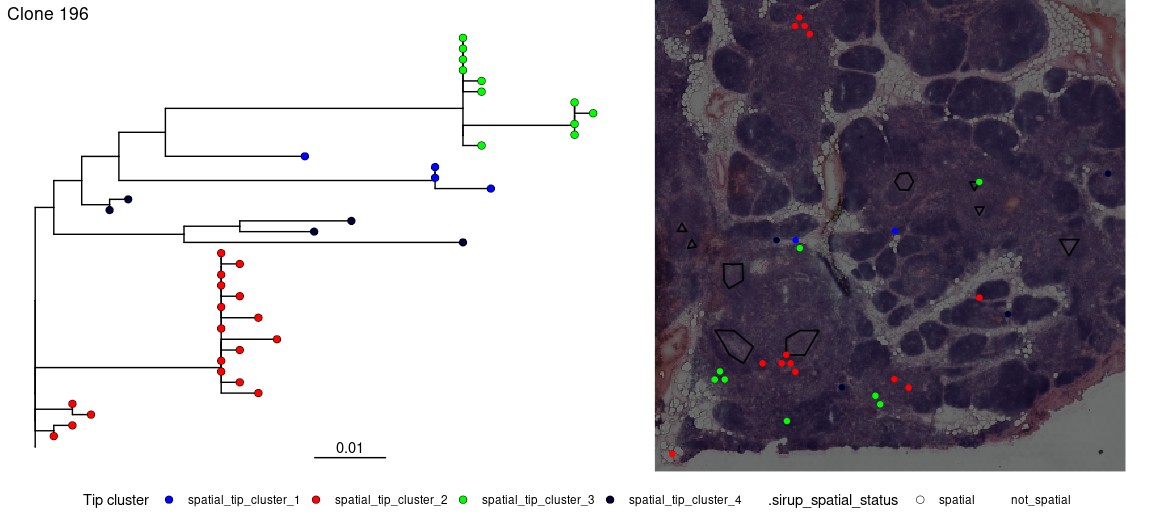 Clone 196
0.01
Tip cluster spatial_tip_cluster_1 spatial_tip_cluster_2 spatial_tip_cluster_3 spatial_tip_cluster_4 .sirup_spatial_status spatial not_spatial